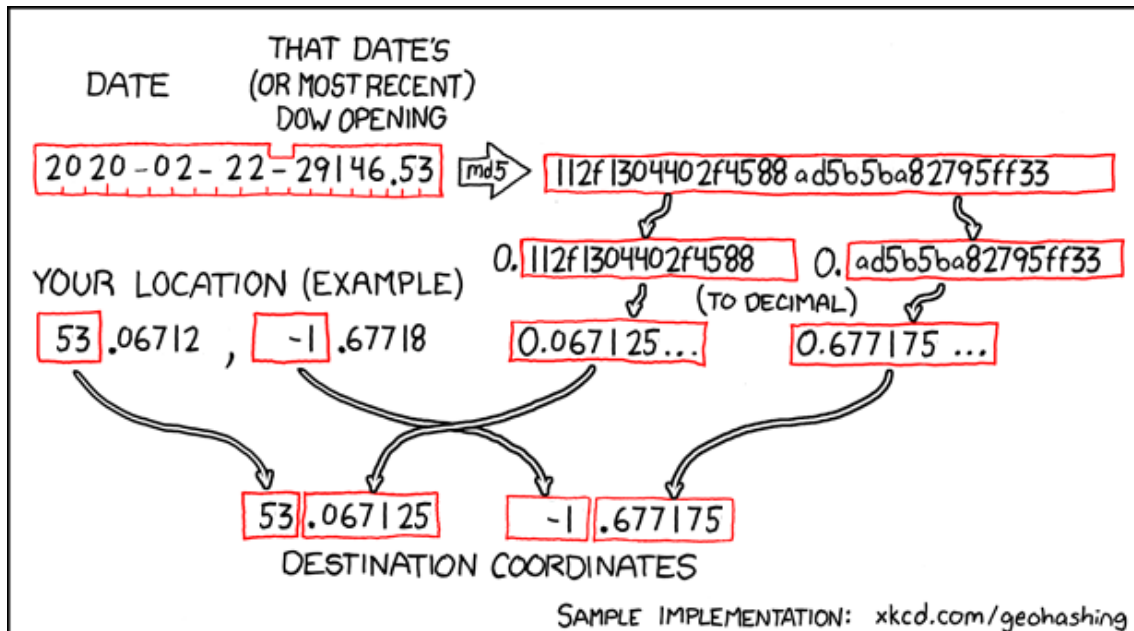 DATE
THAT DATE'S
(OR MOST RECENT)
DOW OPENING
2020-02-22-29146.53
md5
112f1304402f4588ad5b5ba82795ff33
0.112f1304402f4588
0.ad5b5ba82795ff33
YOUR LOCATION (EXAMPLE)
(TO DECIMAL)
53.06712, -1.67718
0.067125...
0.677175...
53.067125
-1.677175
DESTINATION COORDINATES
SAMPLE IMPLEMENTATION: xkcd.com/geohashing